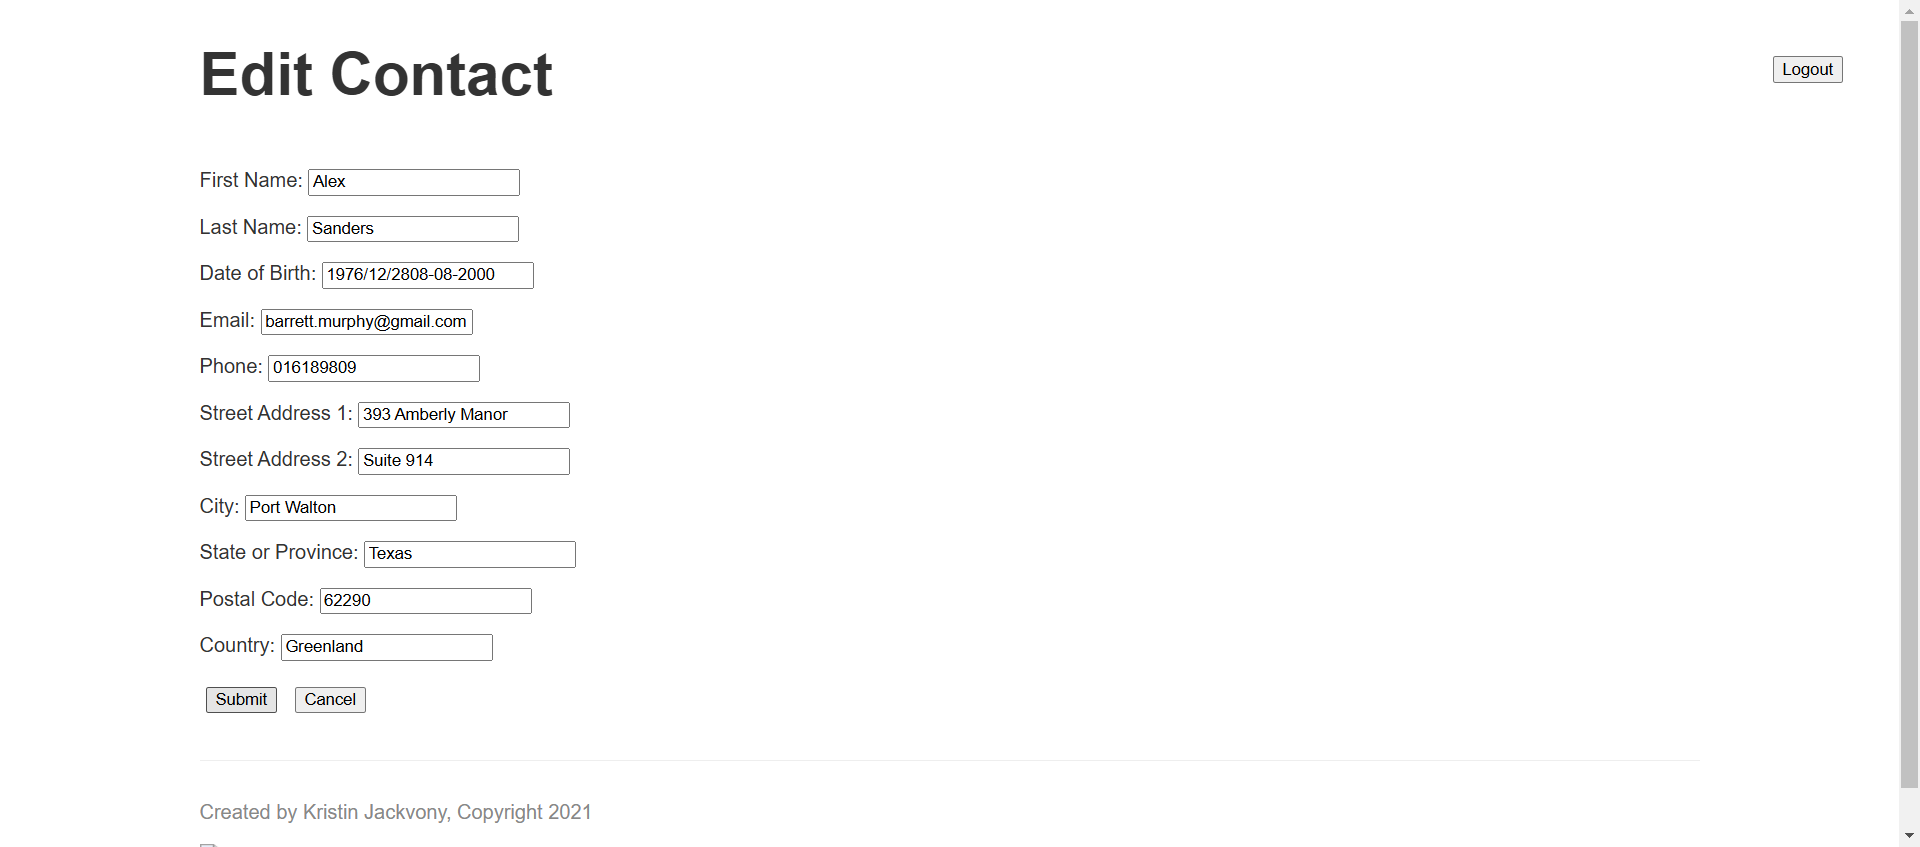 Edit Contact
Logout
First Name: Alex
Last Name: Sanders
Date of Birth: 1976/12/2808-08-2000
Email: barrett.murphy@gmail.com
Phone: 016189809
Street Address 1: 393 Amberly Manor
Street Address 2: Suite 914
City: Port Walton
State or Province: Texas
Postal Code: 62290
Country: Greenland
Submit Cancel
Created by Kristin Jackvony, Copyright 2021